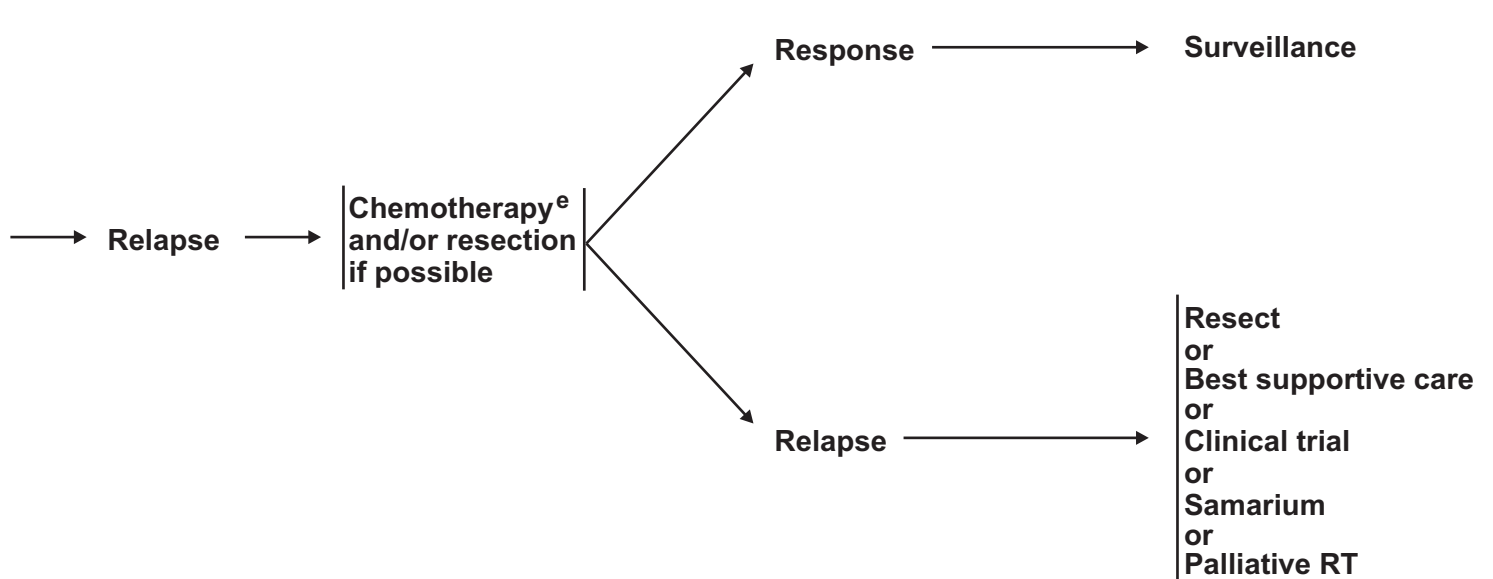 Response
Surveillance
Relapse
Chemotherapy e
and/or resection
if possible
Relapse
Resect
or
Best supportive care
or
Clinical trial
or
Samarium
or
Palliative RT